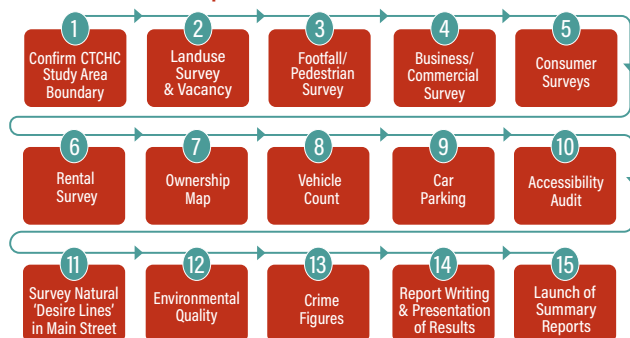 1
Confirm CTCHC
Study Area
Boundary
2
Landuse
Survey
& Vacancy
3
Footfall/
Pedestrian
Survey
4
Business/
Commercial
Survey
5
Consumer
Surveys
6
Rental
Survey
7
Ownership
Map
8
Vehicle
Count
9
Car
Parking
10
Accessibility
Audit
11
Survey Natural
'Desire Lines'
in Main Street
12
Environmental
Quality
13
Crime
Figures
14
Report Writing
& Presentation
of Results
15
Launch of
Summary
Reports